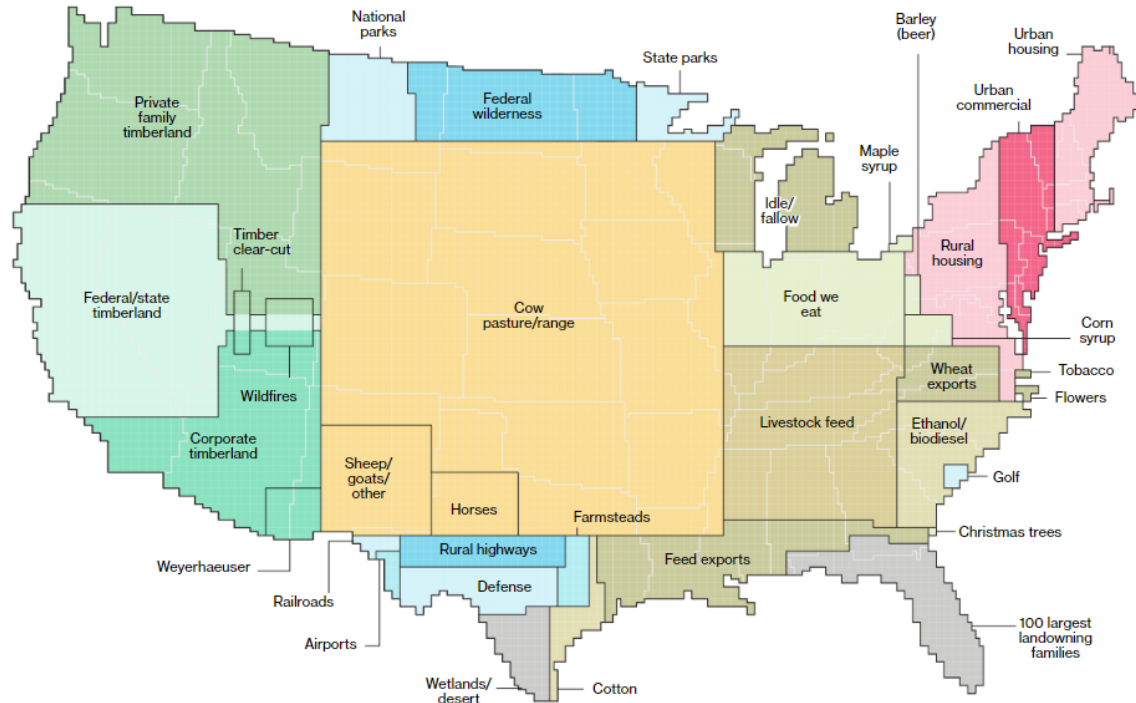 National
parks
Barley
(beer)
Urban
housing
State parks
Urban
commercial
Private
family
timberland
Federal
wilderness
Maple
syrup
Idle/
fallow
Timber
clear-cut
Rural
housing
Federal/state
timberland
Cow
pasture/range
Food we
eat
Corn
syrup
Wildfires
Wheat
exports
Tobacco
Flowers
Corporate
timberland
Livestock feed
Ethanol/
biodiesel
Sheep/
goats/
other
Golf
Horses
Farmsteads
Christmas trees
Weyerhaeuser
Rural highways
Feed exports
Railroads
Defense
Airports
100 largest
landowning
families
Wetlands/
desert
Cotton